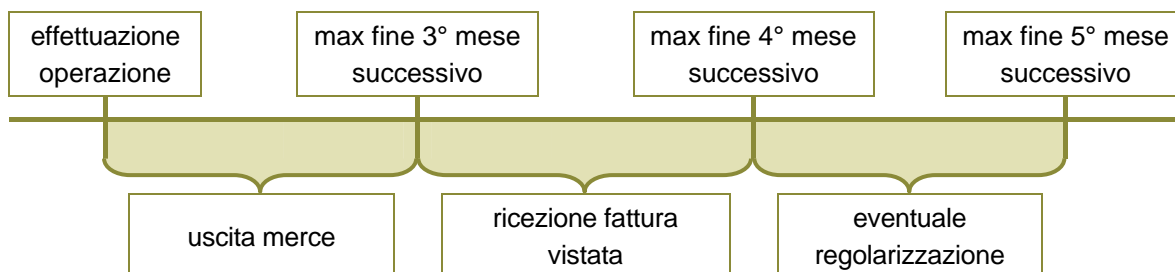 effettuazione
operazione
max fine 3° mese
successivo
max fine 4° mese
successivo
max fine 5° mese
successivo
uscita merce
ricezione fattura
vistata
eventuale
regolarizzazione